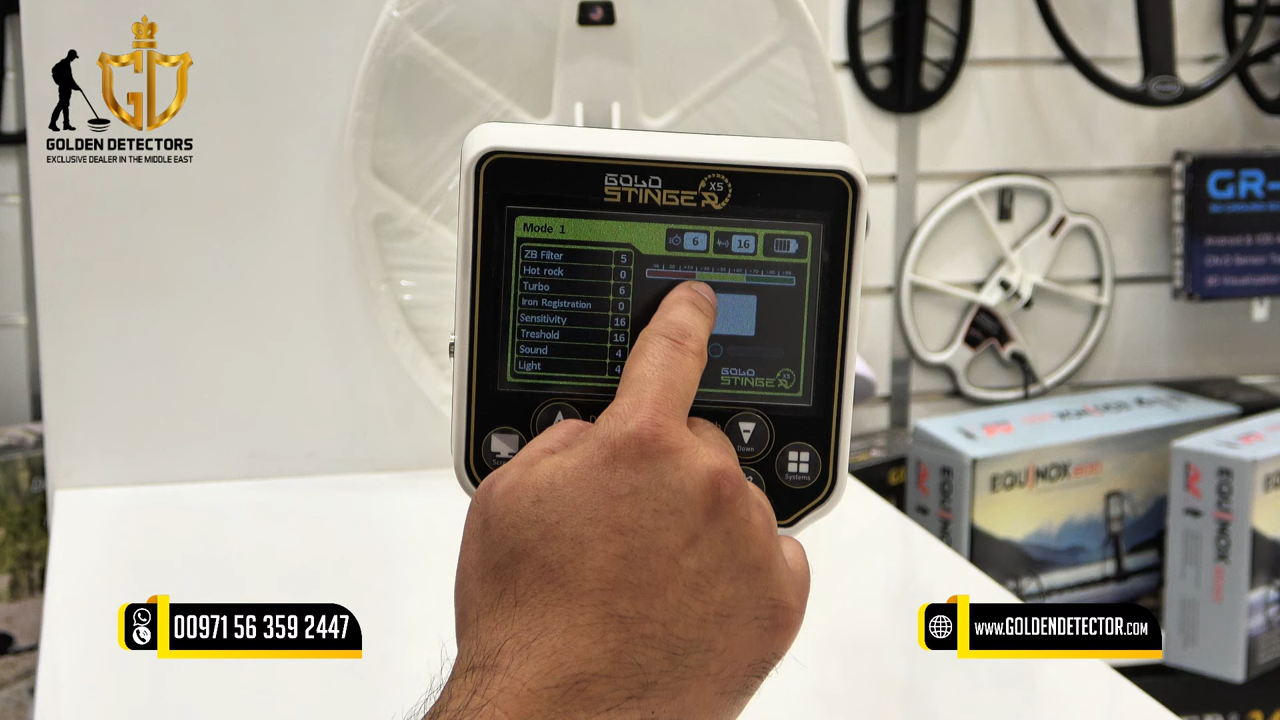 GOLDEN DETECTORS
EXCLUSIVE DEALER IN THE MIDDLE EAST
GOLD
STINGER X5
Mode 1
6
16
ZB Filter 5
Hot rock 0
Turbo 6
Iron Registration 0
Sensitivity 16
Treshold 16
Sound 4
Light 4
GOLD
STINGER X5
Down
Systems
GR-
EQUINOX
EQUINOX
00971 56 359 2447
www.GOLDENDETECTOR.com